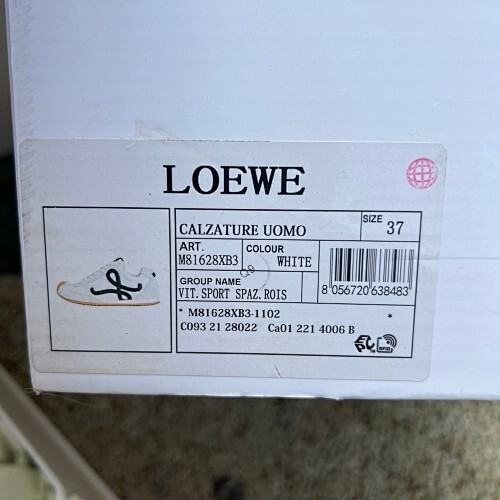 LOEWE
CALZATURE UOMO
SIZE 37
ART. COLOUR
M81628XB3 WHITE
GROUP NAME
VIT.SPORT SPAZ.ROIS
8 056720 638483
* M81628XB3-1102 *
C093 21 28022 Ca01 221 4006 B
RFID